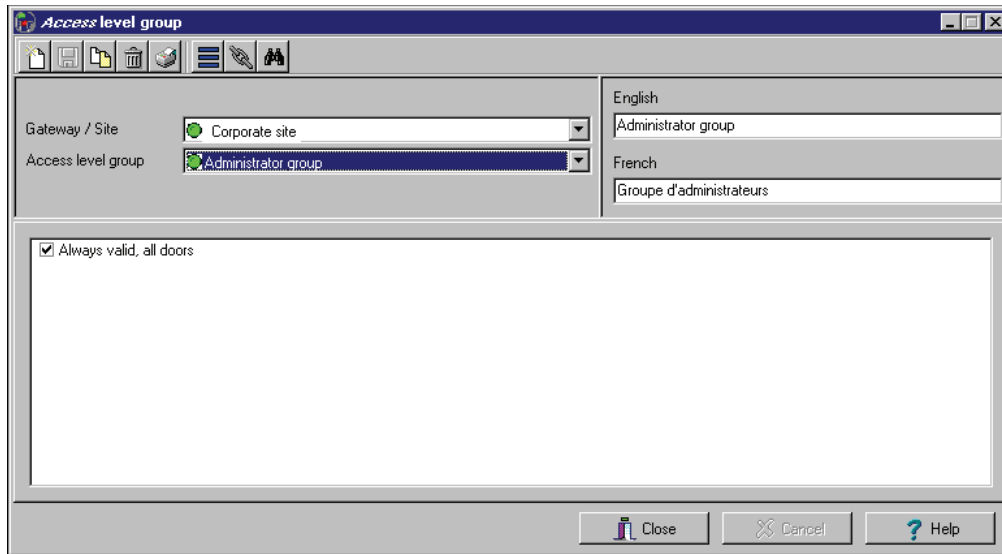 Access level group
Gateway / Site
Corporate site
Access level group
Administrator group
English
Administrator group
French
Groupe d'administrateurs
Always valid, all doors
Close
Cancel
Help